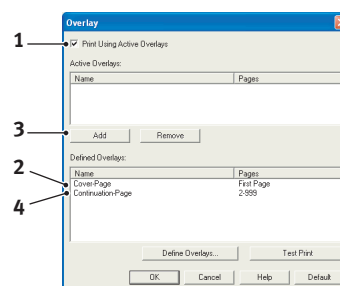 Overlay
1
Print Using Active Overlays
Active Overlays:
Name Pages
3
Add Remove
Defined Overlays:
Name Pages
2
Cover-Page First Page
4
Continuation-Page 2-999
Define Overlays... Test Print
OK Cancel Help Default